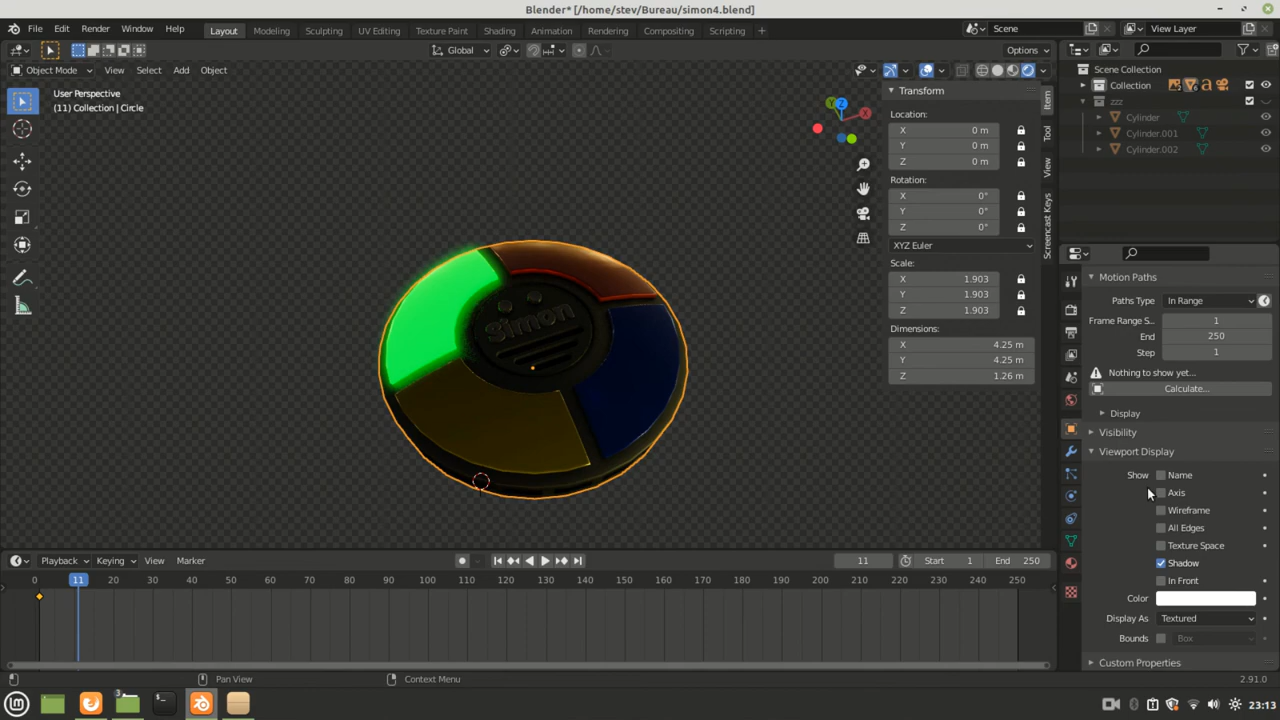 Blender* [/home/stev/Bureau/simon4.blend]
File Edit Render Window Help Layout Modeling Sculpting UV Editing Texture Paint Shading Animation Rendering Compositing Scripting Scene View Layer
Global Options
Object Mode View Select Add Object
User Perspective
(11) Collection | Circle
Simon
Z
X
Transform
Location:
X 0 m
Y 0 m
Z 0 m
Rotation:
X 0°
Y 0°
Z 0°
XYZ Euler
Scale:
X 1.903
Y 1.903
Z 1.903
Dimensions:
X 4.25 m
Y 4.25 m
Z 1.26 m
Item
Tool
View
Screencast Keys
Scene Collection
Collection
zzz
Cylinder
Cylinder.001
Cylinder.002
Motion Paths
Paths Type In Range
Frame Range S... 1
End 250
Step 1
Nothing to show yet...
Calculate...
Display
Visibility
Viewport Display
Show Name
Axis
Wireframe
All Edges
Texture Space
Shadow
In Front
Color
Display As Textured
Bounds Box
Custom Properties
Playback Keying View Marker 11 Start 1 End 250
0 11 20 30 40 50 60 70 80 90 100 110 120 130 140 150 160 170 180 190 200 210 220 230 240 250
Pan View Context Menu 2.91.0
3 23:13